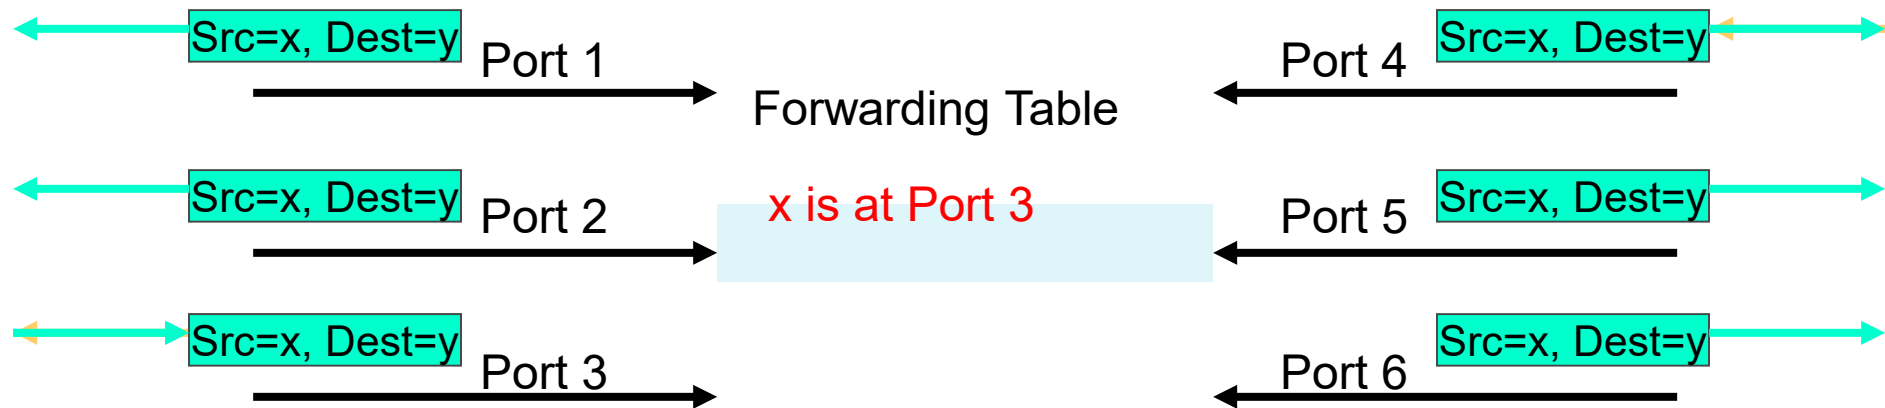 Src=x, Dest=y
Port 1
Port 4
Src=x, Dest=y
Forwarding Table
Src=x, Dest=y
Port 2
x is at Port 3
Port 5
Src=x, Dest=y
Src=x, Dest=y
Port 3
Port 6
Src=x, Dest=y